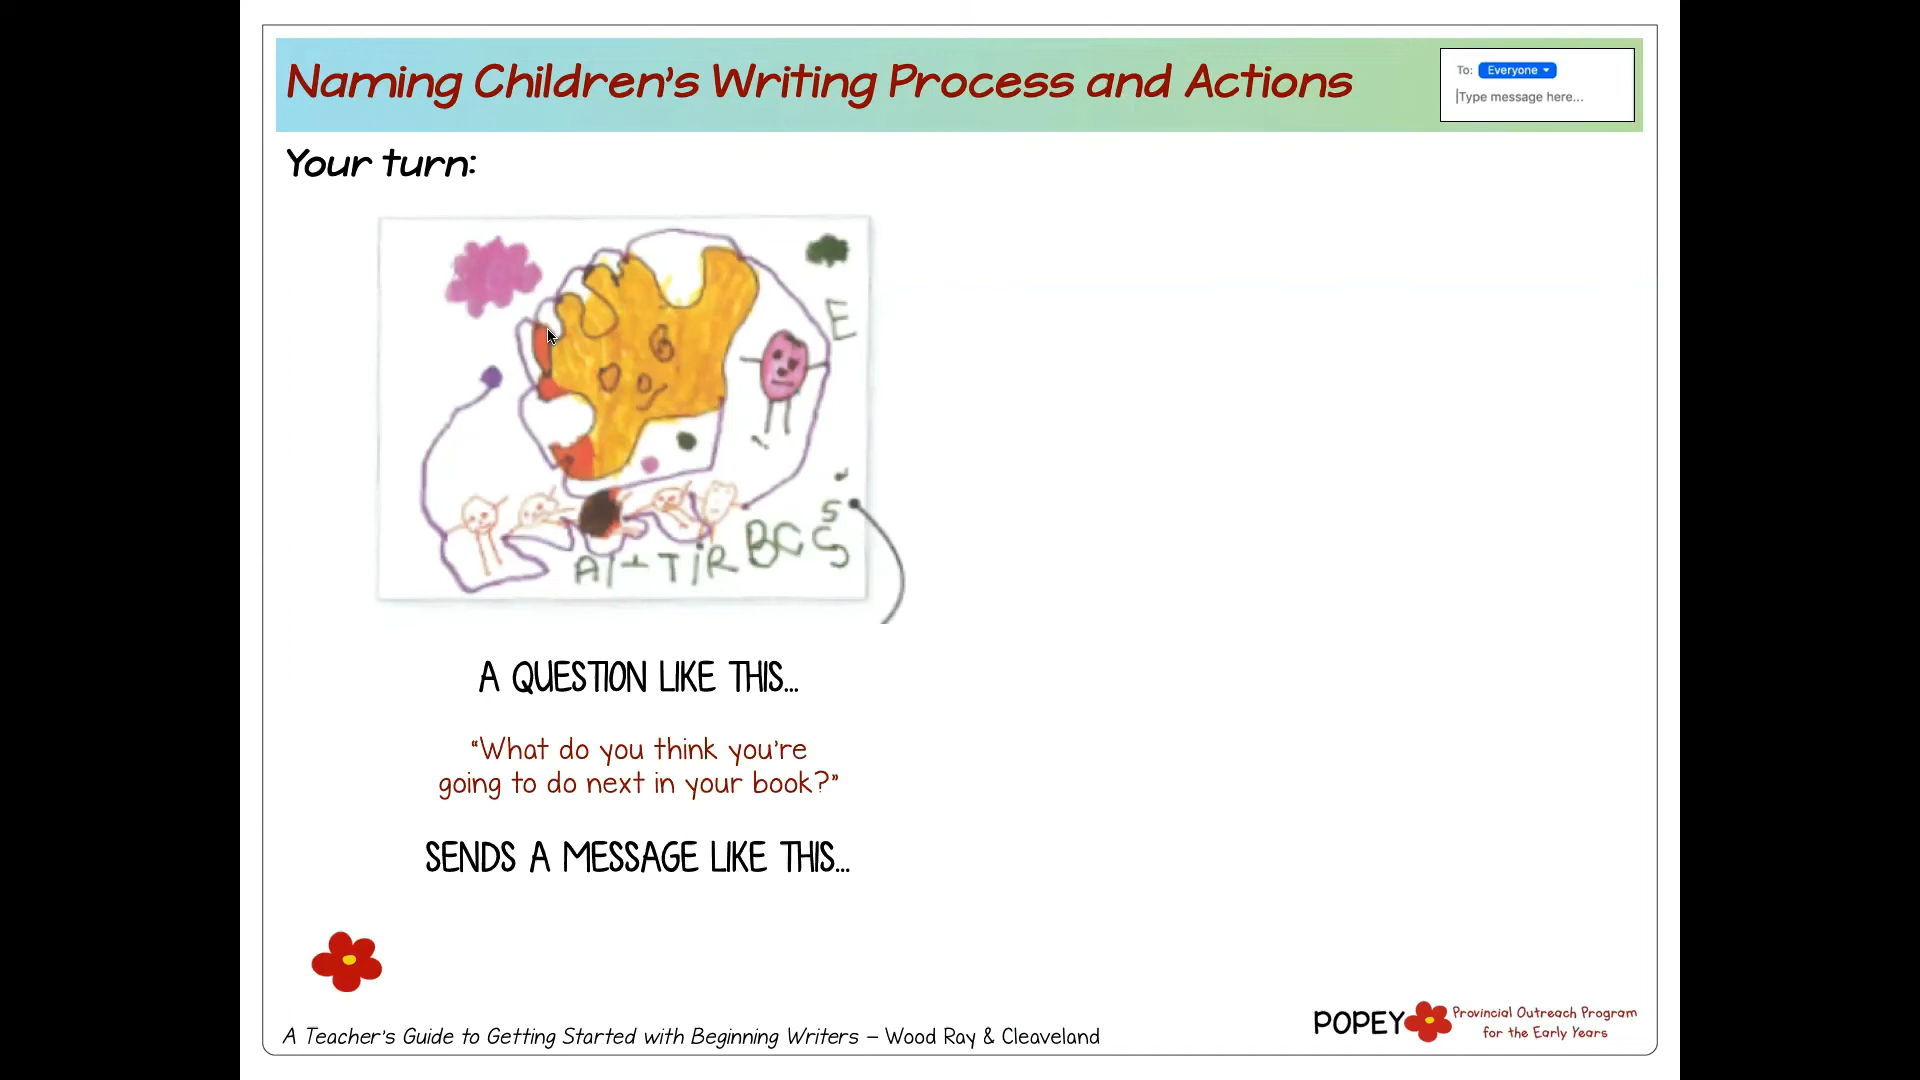 Naming Children's Writing Process and Actions
To: Everyone
Type message here...
Your turn:
E
S
A T i R B C S
A QUESTION LIKE THIS...
"What do you think you're
going to do next in your book?"
SENDS A MESSAGE LIKE THIS...
A Teacher's Guide to Getting Started with Beginning Writers – Wood Ray & Cleaveland
POPEY
Provincial Outreach Program
for the Early Years